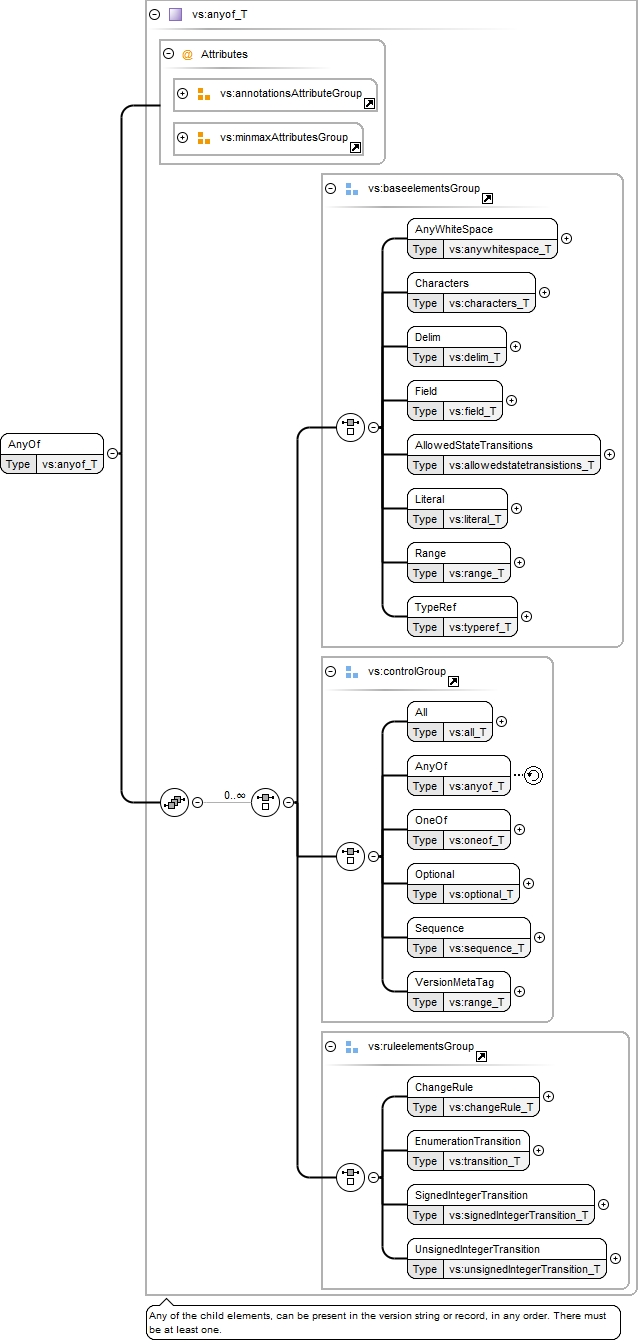 vs:anyof_T
@ Attributes
vs:annotationsAttributeGroup
vs:minmaxAttributesGroup
vs:baseelementsGroup
AnyWhiteSpace
Type vs:anywhitespace_T
Characters
Type vs:characters_T
Delim
Type vs:delim_T
Field
Type vs:field_T
AnyOf
Type vs:anyof_T
AllowedStateTransitions
Type vs:allowedstatetransistions_T
Literal
Type vs:literal_T
Range
Type vs:range_T
TypeRef
Type vs:typeref_T
vs:controlGroup
All
Type vs:all_T
AnyOf
Type vs:anyof_T
0..∞
OneOf
Type vs:oneof_T
Optional
Type vs:optional_T
Sequence
Type vs:sequence_T
VersionMetaTag
Type vs:range_T
vs:ruleelementsGroup
ChangeRule
Type vs:changeRule_T
EnumerationTransition
Type vs:transition_T
SignedIntegerTransition
Type vs:signedIntegerTransition_T
UnsignedIntegerTransition
Type vs:unsignedIntegerTransition_T
Any of the child elements, can be present in the version string or record, in any order. There must
be at least one.